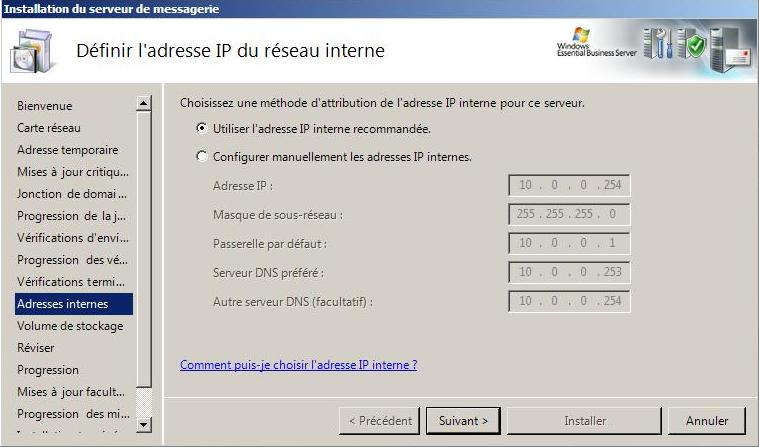 Installation du serveur de messagerie
Définir l'adresse IP du réseau interne
Windows
Essential Business Server
Bienvenue
Carte réseau
Adresse temporaire
Mises à jour critiqu...
Jonction de domai...
Progression de la j...
Vérifications d'envi...
Progression des vé...
Vérifications termi...
Adresses internes
Volume de stockage
Réviser
Progression
Mises à jour facult...
Progression des mi...
Choisissez une méthode d'attribution de l'adresse IP interne pour ce serveur.
Utiliser l'adresse IP interne recommandée.
Configurer manuellement les adresses IP internes.
Adresse IP : 10 . 0 . 0 . 254
Masque de sous-réseau : 255 . 255 . 255 . 0
Passerelle par défaut : 10 . 0 . 0 . 1
Serveur DNS préféré : 10 . 0 . 0 . 253
Autre serveur DNS (facultatif) : 10 . 0 . 0 . 254
Comment puis-je choisir l'adresse IP interne ?
< Précédent
Suivant >
Installer
Annuler